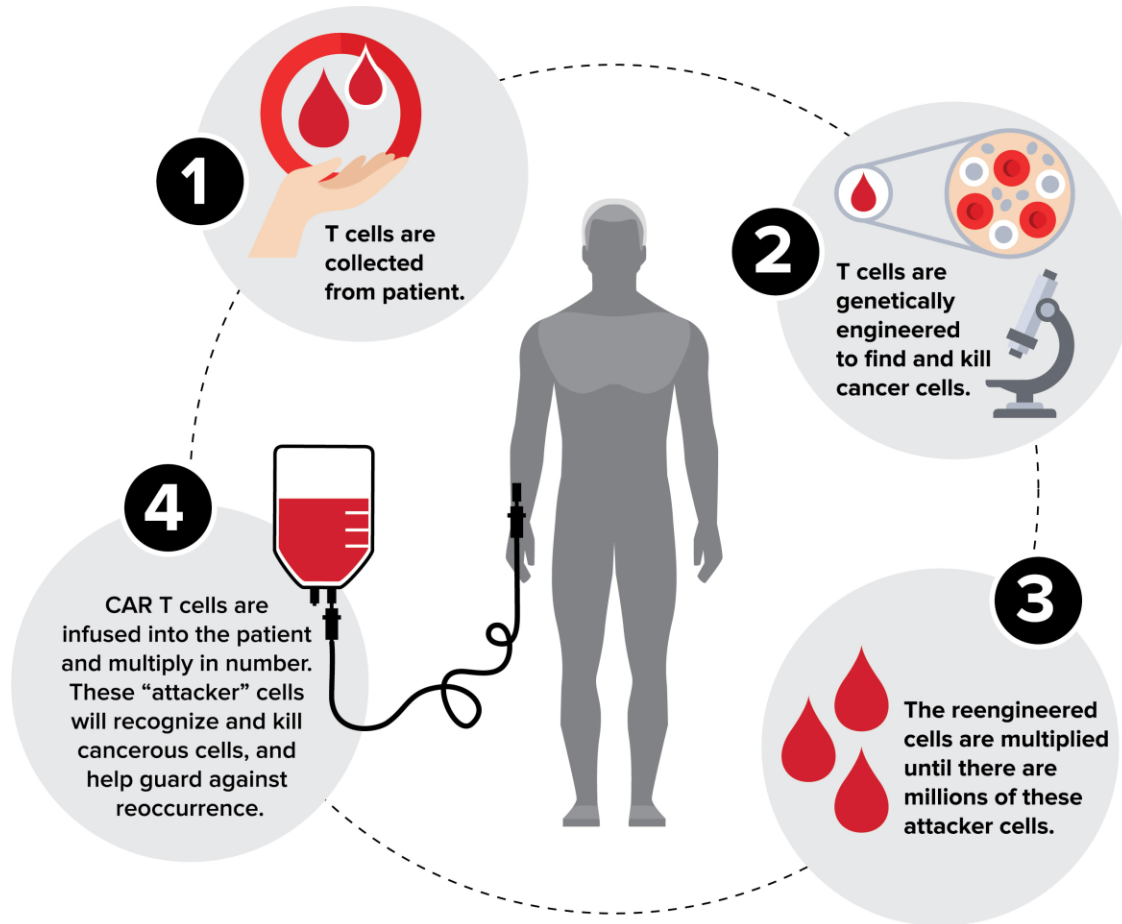 1
T cells are
collected
from patient.
2
T cells are
genetically
engineered
to find and kill
cancer cells.
3
The reengineered
cells are multiplied
until there are
millions of these
attacker cells.
4
CAR T cells are
infused into the patient
and multiply in number.
These “attacker” cells
will recognize and kill
cancerous cells, and
help guard against
reoccurrence.